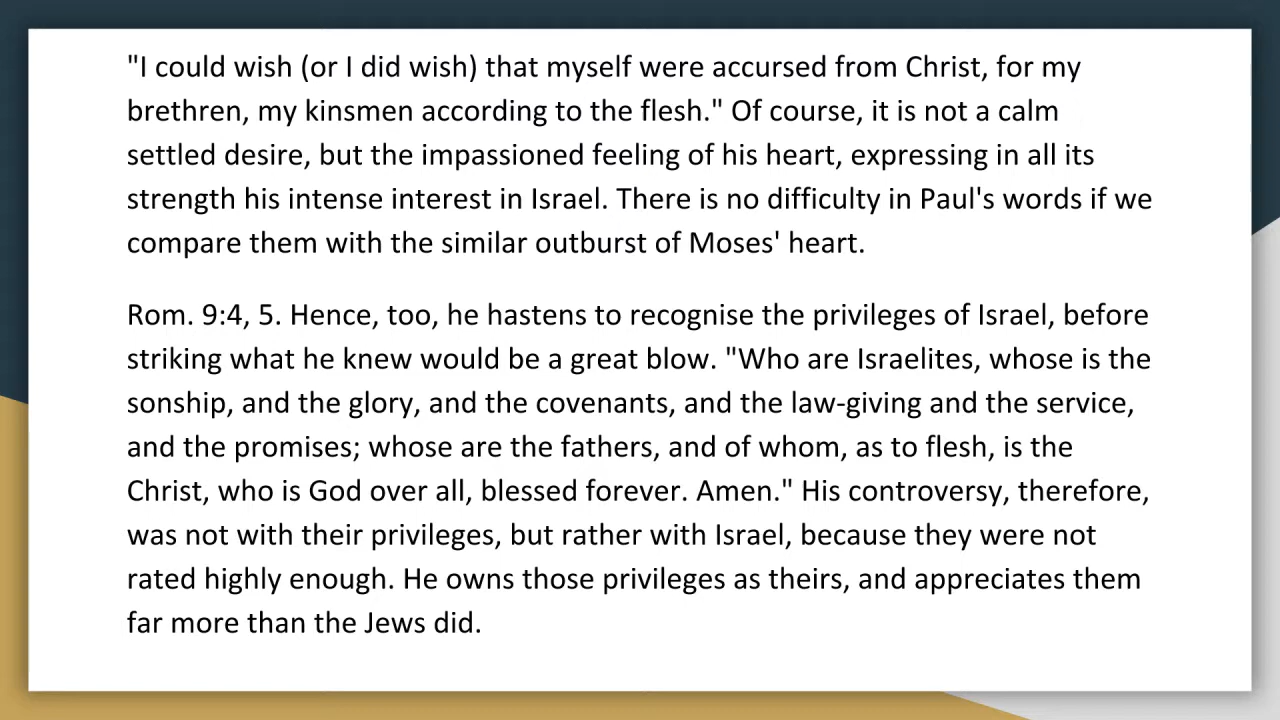 "I could wish (or I did wish) that myself were accursed from Christ, for my
brethren, my kinsmen according to the flesh." Of course, it is not a calm
settled desire, but the impassioned feeling of his heart, expressing in all its
strength his intense interest in Israel. There is no difficulty in Paul's words if we
compare them with the similar outburst of Moses' heart.
Rom. 9:4, 5. Hence, too, he hastens to recognise the privileges of Israel, before
striking what he knew would be a great blow. "Who are Israelites, whose is the
sonship, and the glory, and the covenants, and the law-giving and the service,
and the promises; whose are the fathers, and of whom, as to flesh, is the
Christ, who is God over all, blessed forever. Amen." His controversy, therefore,
was not with their privileges, but rather with Israel, because they were not
rated highly enough. He owns those privileges as theirs, and appreciates them
far more than the Jews did.